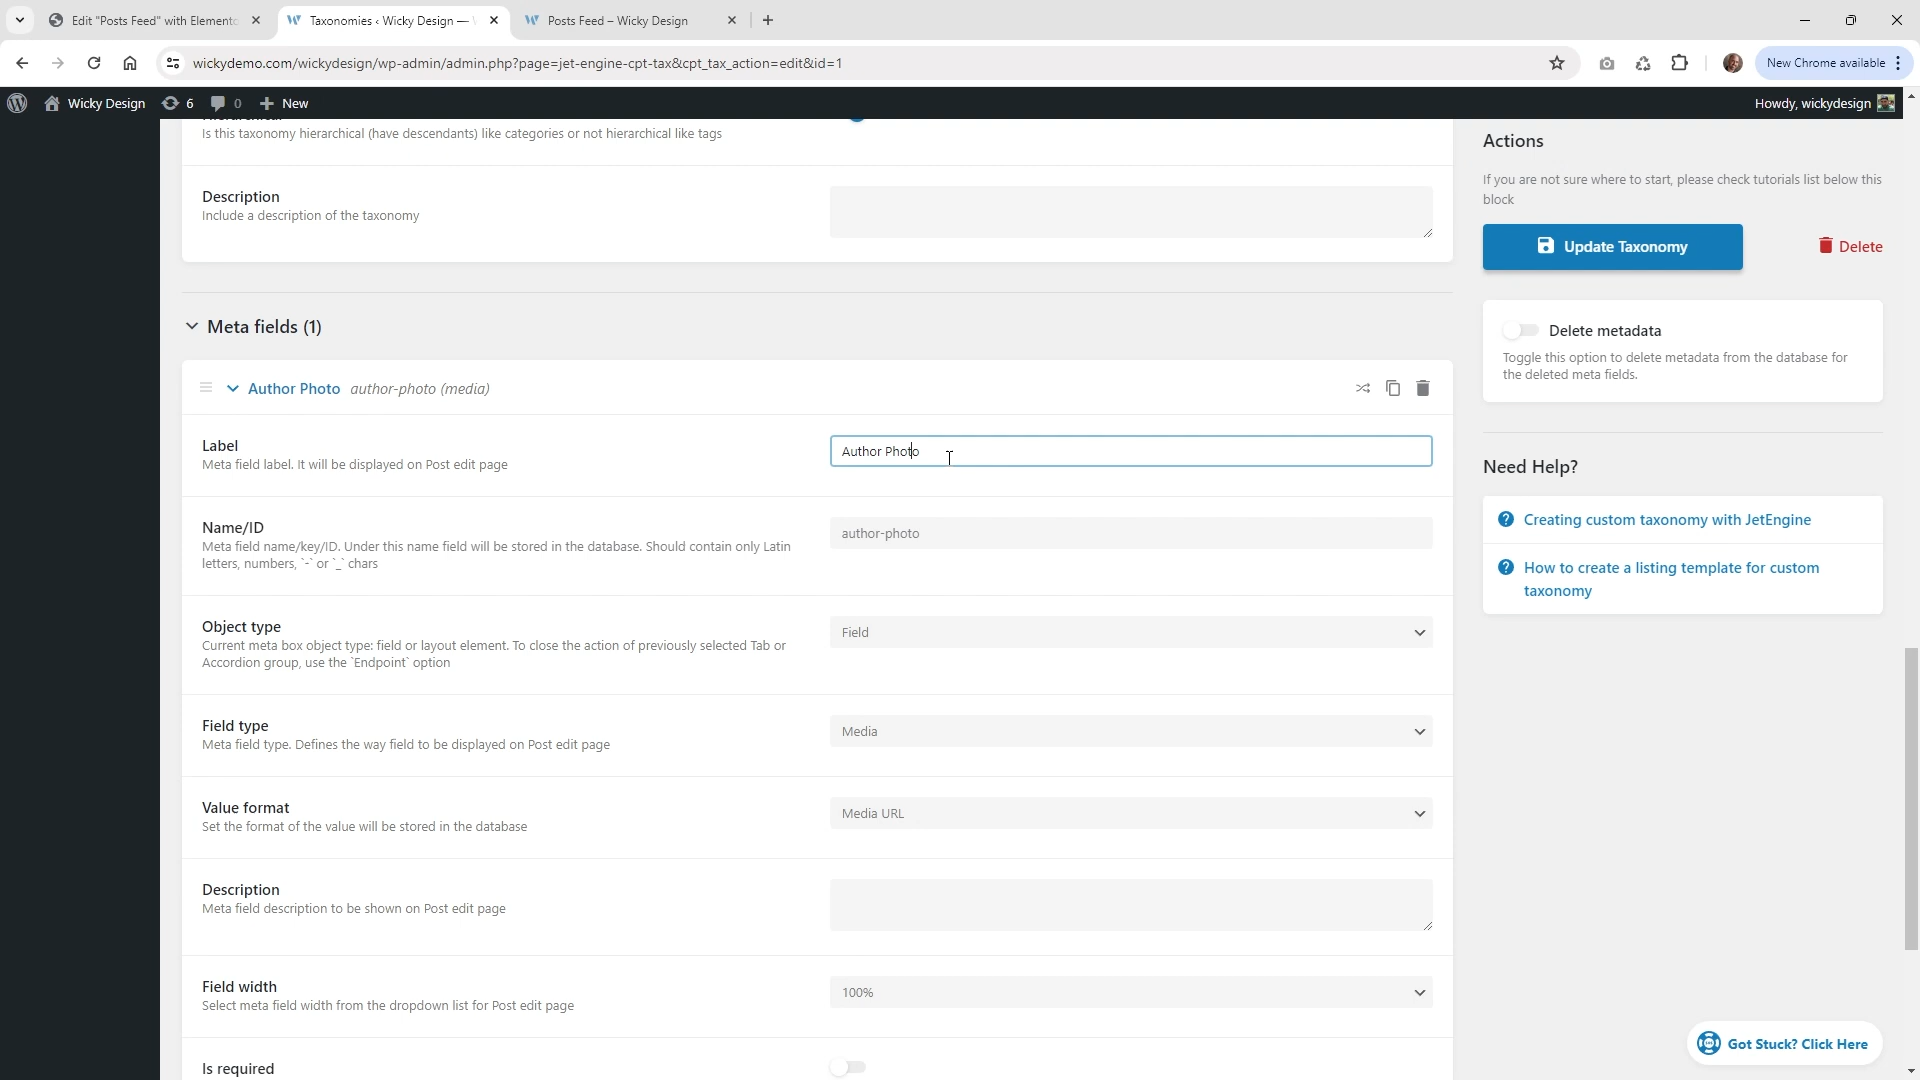 Edit "Posts Feed" with Elemento
Taxonomies ‹ Wicky Design —
Posts Feed – Wicky Design
wickydemo.com/wickydesign/wp-admin/admin.php?page=jet-engine-cpt-tax&cpt_tax_action=edit&id=1
New Chrome available
Wicky Design
6
0
New
Howdy, wickydesign
Hierarchical
Is this taxonomy hierarchical (have descendants) like categories or not hierarchical like tags
Description
Include a description of the taxonomy
Actions
If you are not sure where to start, please check tutorials list below this
block
Update Taxonomy
Delete
Delete metadata
Toggle this option to delete metadata from the database for
the deleted meta fields.
Need Help?
Creating custom taxonomy with JetEngine
How to create a listing template for custom
taxonomy
Meta fields (1)
Author Photo author-photo (media)
Label
Meta field label. It will be displayed on Post edit page
Author Photo
Name/ID
Meta field name/key/ID. Under this name field will be stored in the database. Should contain only Latin
letters, numbers, `-` or `_` chars
author-photo
Object type
Current meta box object type: field or layout element. To close the action of previously selected Tab or
Accordion group, use the `Endpoint` option
Field
Field type
Meta field type. Defines the way field to be displayed on Post edit page
Media
Value format
Set the format of the value will be stored in the database
Media URL
Description
Meta field description to be shown on Post edit page
Field width
Select meta field width from the dropdown list for Post edit page
100%
Is required
Got Stuck? Click Here